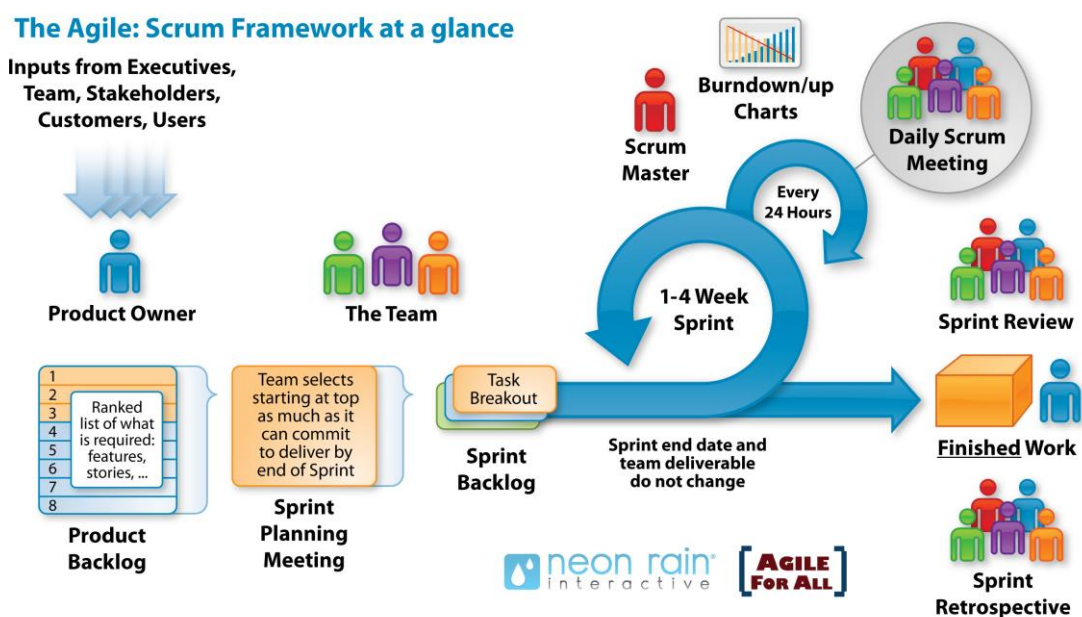 The Agile: Scrum Framework at a glance
Inputs from Executives,
Team, Stakeholders,
Customers, Users
Product Owner
The Team
Scrum
Master
Burndown/up
Charts
Daily Scrum
Meeting
Every
24 Hours
1-4 Week
Sprint
Sprint Review
1
2
3
4
5
6
7
8
Ranked
list of what
is required:
features,
stories, ...
Product
Backlog
Team selects
starting at top
as much as it
can commit
to deliver by
end of Sprint
Sprint
Planning
Meeting
Task
Breakout
Sprint
Backlog
Sprint end date and
team deliverable
do not change
Finished Work
Sprint
Retrospective
neon rain®
interactive
AGILE
FOR ALL